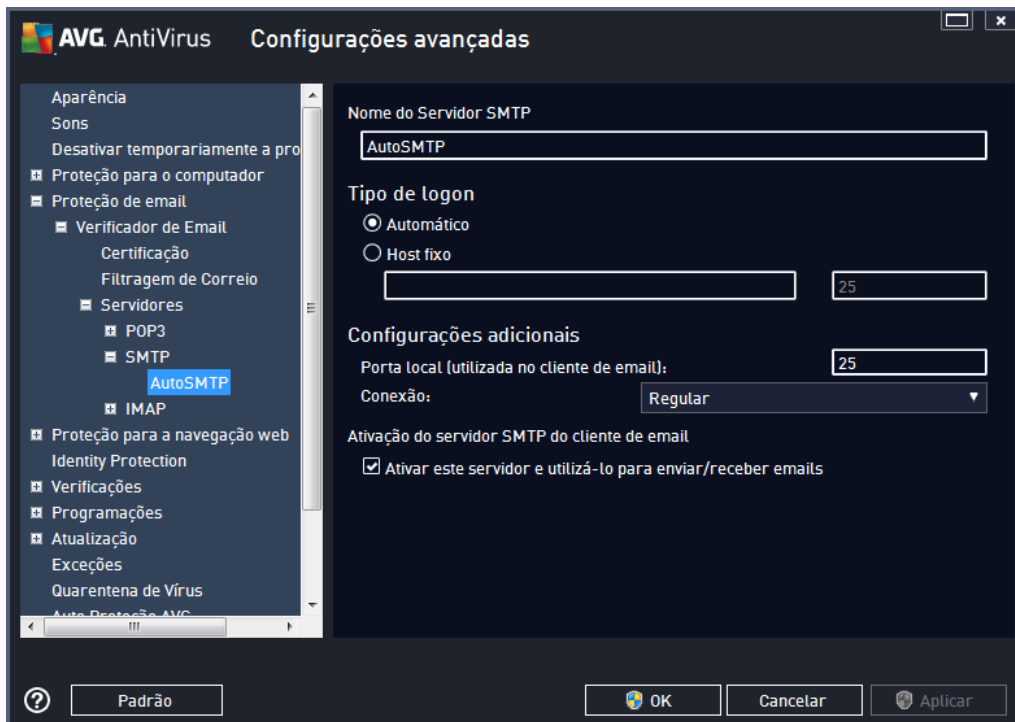 AVG AntiVirus Configurações avançadas
Aparência
Sons
Desativar temporariamente a pro
Proteção para o computador
Proteção de email
Verificador de Email
Certificação
Filtragem de Correio
Servidores
POP3
SMTP
AutoSMTP
IMAP
Proteção para a navegação web
Identity Protection
Verificações
Programações
Atualização
Exceções
Quarentena de Vírus
Auto Proteção AVG
Nome do Servidor SMTP
AutoSMTP
Tipo de logon
Automático
Host fixo
25
Configurações adicionais
Porta local (utilizada no cliente de email): 25
Conexão: Regular
Ativação do servidor SMTP do cliente de email
Ativar este servidor e utilizá-lo para enviar/receber emails
Padrão OK Cancelar Aplicar